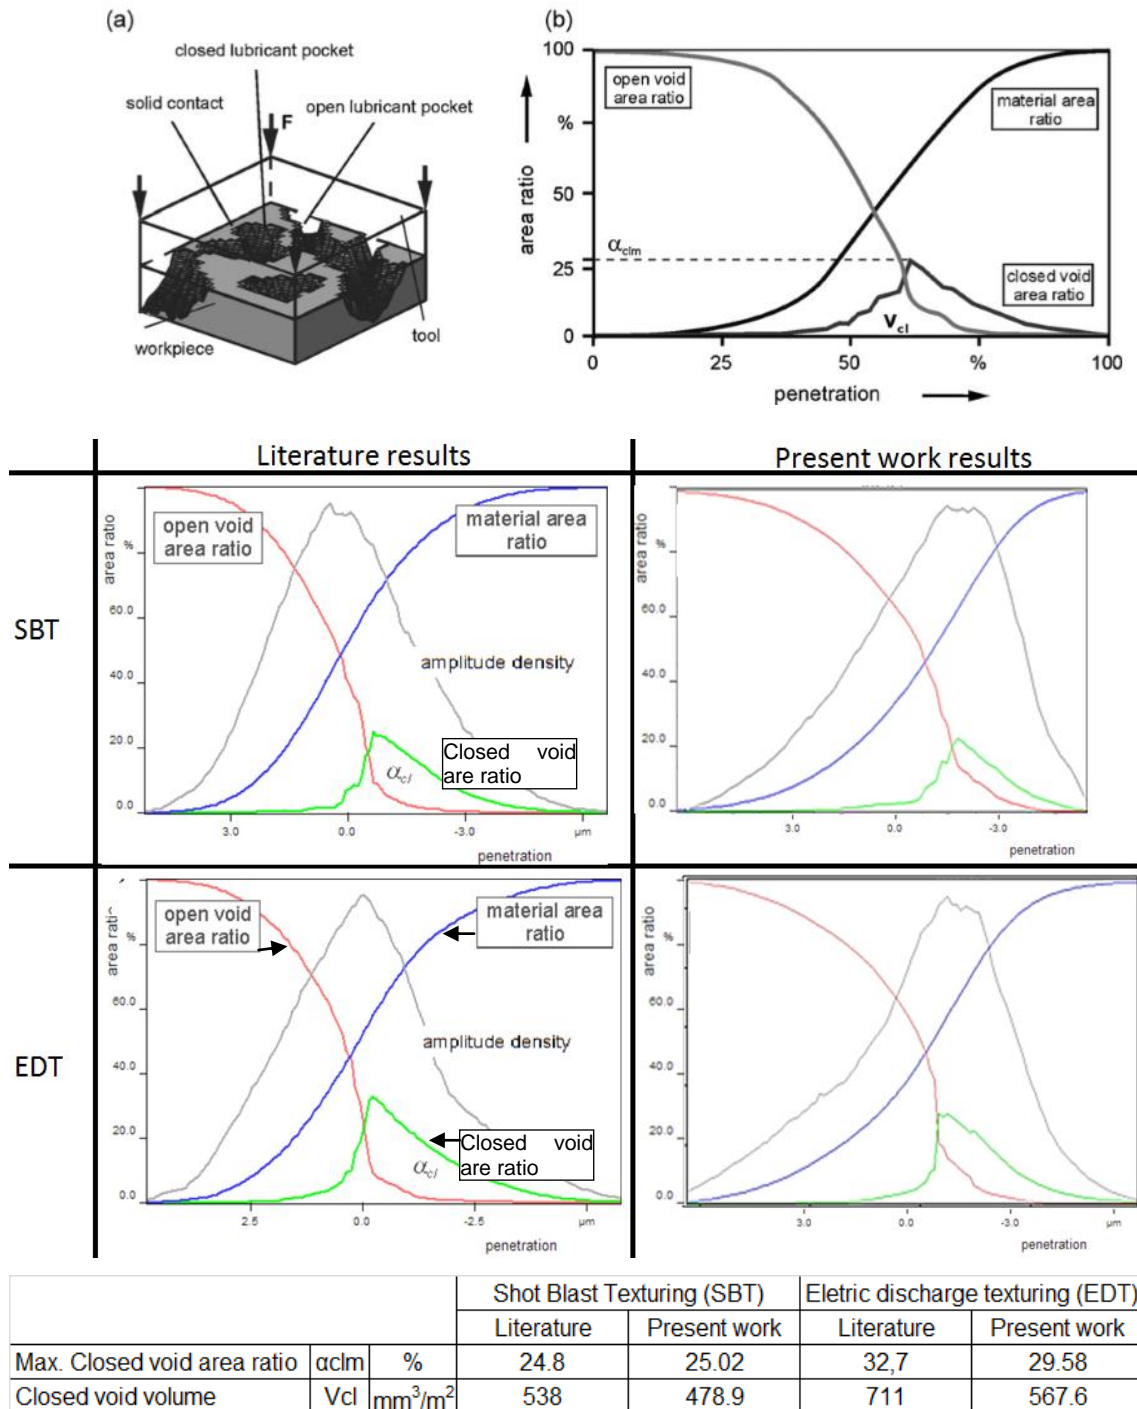 (a)
closed lubricant pocket
solid contact
open lubricant pocket
F
workpiece
tool
(b)
100
open void
area ratio
material area
ratio
%
area ratio
50
αclm
25
closed void
area ratio
Vcl
0
0 50 % 100
penetration
Literature results Present work results
SBT
open void
area ratio
material area
ratio
area ratio
%
60.0
amplitude density
40.0
20.0
Closed void
are ratio
αcl
0.0
3.0 0.0 -3.0 µm
penetration
area ratio
%
60.0
40.0
20.0
0.0
3.0 0.0 -3.0
penetration
EDT
open void
area ratio
material area
ratio
area ratio
%
60.0
amplitude density
40.0
20.0
Closed void
are ratio
αcl
0.0
2.5 0.0 -2.5 µm
penetration
area ratio
%
60.0
40.0
20.0
0.0
3.0 0.0 -3.0 µm
penetration
Shot Blast Texturing (SBT) Eletric discharge texturing (EDT)
Literature Present work Literature Present work
Max. Closed void area ratio αclm % 24.8 25.02 32,7 29.58
Closed void volume Vcl mm³/m² 538 478.9 711 567.6